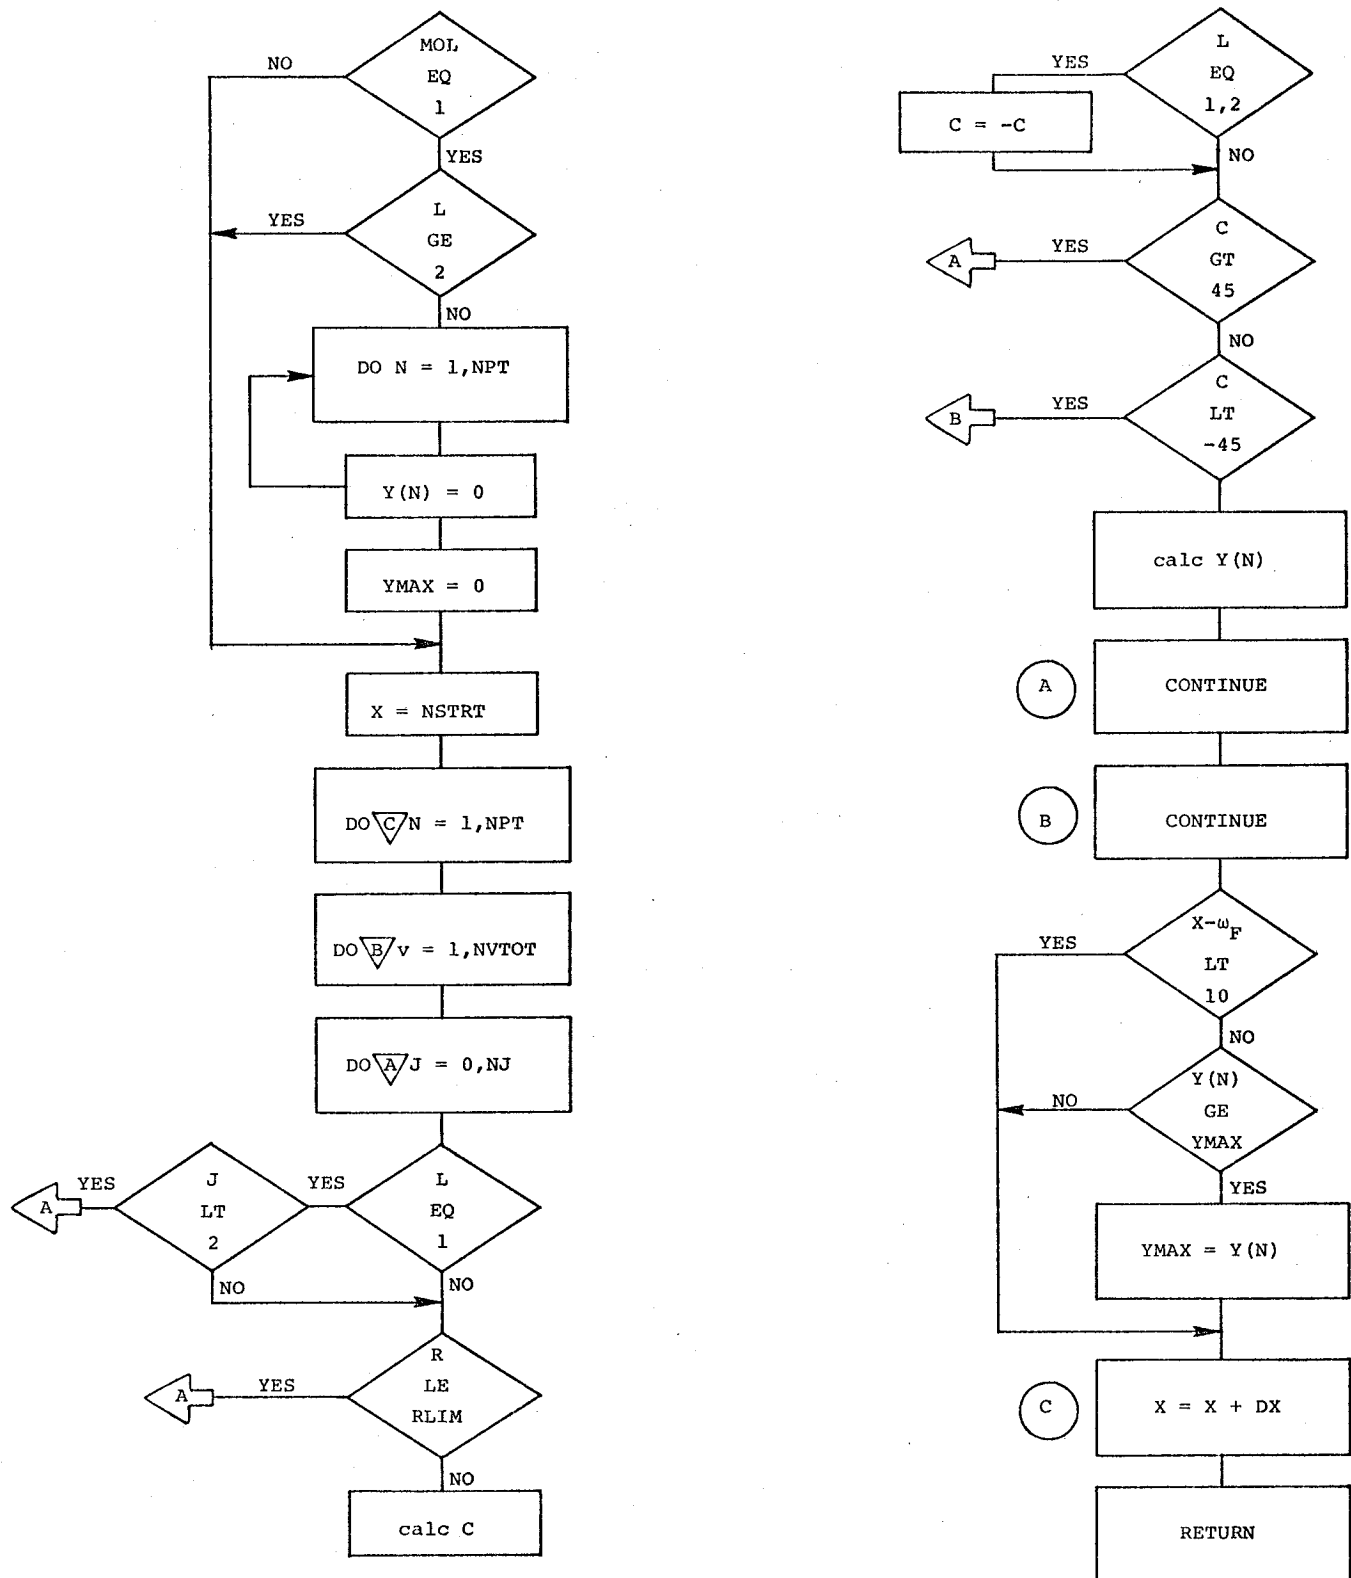 MOL
EQ
1
NO
YES
L
GE
2
YES
NO
DO N = 1,NPT
Y(N) = 0
YMAX = 0
X = NSTRT
DO C N = 1,NPT
DO B v = 1,NVTOT
DO A J = 0,NJ
L
EQ
1
YES
NO
J
LT
2
YES
A
NO
R
LE
RLIM
YES
A
NO
calc C
L
EQ
1,2
YES
C = -C
NO
C
GT
45
YES
A
NO
C
LT
-45
YES
B
calc Y(N)
A
CONTINUE
B
CONTINUE
X-ωF
LT
10
YES
NO
Y(N)
GE
YMAX
NO
YES
YMAX = Y(N)
C
X = X + DX
RETURN